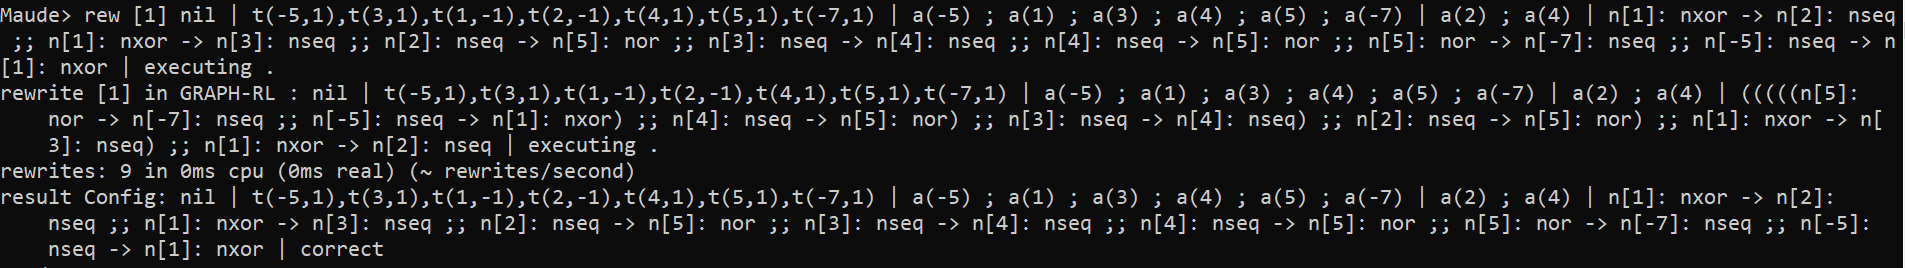 Maude> rew [1] nil | t(-5,1),t(3,1),t(1,-1),t(2,-1),t(4,1),t(5,1),t(-7,1) | a(-5) ; a(1) ; a(3) ; a(4) ; a(5) ; a(-7) | a(2) ; a(4) | n[1]: nxor -> n[2]: nseq
;; n[1]: nxor -> n[3]: nseq ;; n[2]: nseq -> n[5]: nor ;; n[3]: nseq -> n[4]: nseq ;; n[4]: nseq -> n[5]: nor ;; n[5]: nor -> n[-7]: nseq ;; n[-5]: nseq -> n
[1]: nxor | executing .
rewrite [1] in GRAPH-RL : nil | t(-5,1),t(3,1),t(1,-1),t(2,-1),t(4,1),t(5,1),t(-7,1) | a(-5) ; a(1) ; a(3) ; a(4) ; a(5) ; a(-7) | a(2) ; a(4) | (((((n[5]:
nor -> n[-7]: nseq ;; n[-5]: nseq -> n[1]: nxor) ;; n[4]: nseq -> n[5]: nor) ;; n[3]: nseq -> n[4]: nseq) ;; n[2]: nseq -> n[5]: nor) ;; n[1]: nxor -> n[
3]: nseq) ;; n[1]: nxor -> n[2]: nseq | executing .
rewrites: 9 in 0ms cpu (0ms real) (~ rewrites/second)
result Config: nil | t(-5,1),t(3,1),t(1,-1),t(2,-1),t(4,1),t(5,1),t(-7,1) | a(-5) ; a(1) ; a(3) ; a(4) ; a(5) ; a(-7) | a(2) ; a(4) | n[1]: nxor -> n[2]:
nseq ;; n[1]: nxor -> n[3]: nseq ;; n[2]: nseq -> n[5]: nor ;; n[3]: nseq -> n[4]: nseq ;; n[4]: nseq -> n[5]: nor ;; n[5]: nor -> n[-7]: nseq ;; n[-5]:
nseq -> n[1]: nxor | correct